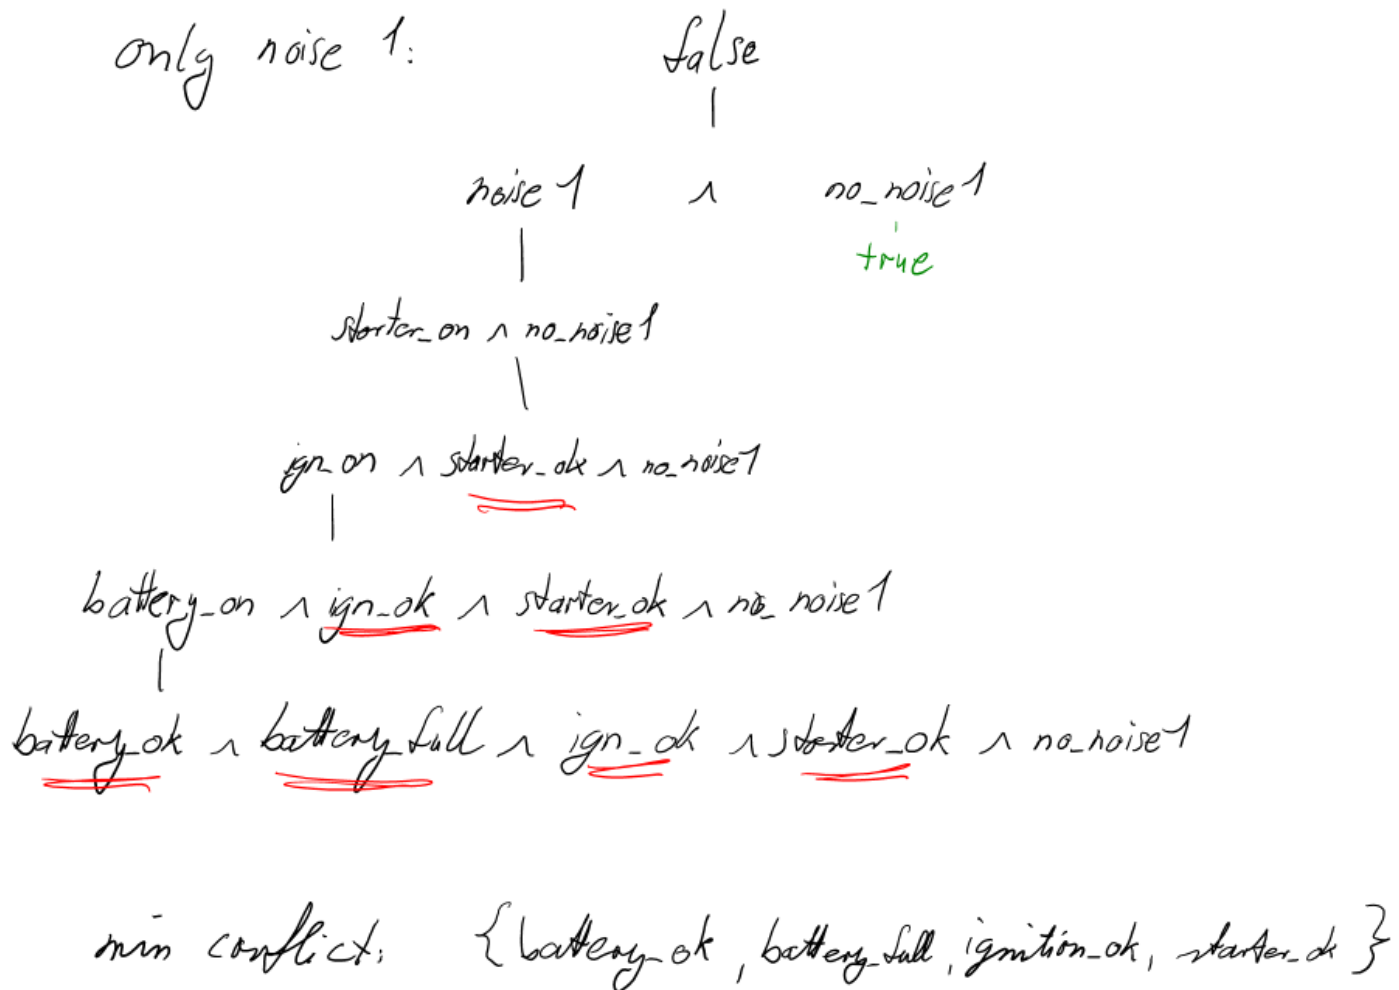 only noise 1: false
noise 1 ∧ no_noise 1
true
starter_on ∧ no_noise 1
ign_on ∧ starter_ok ∧ no_noise 1
battery_on ∧ ign_ok ∧ starter_ok ∧ no_noise 1
battery_ok ∧ battery_full ∧ ign_ok ∧ starter_ok ∧ no_noise 1
min conflict: {battery_ok, battery_full, ignition_ok, starter_ok}